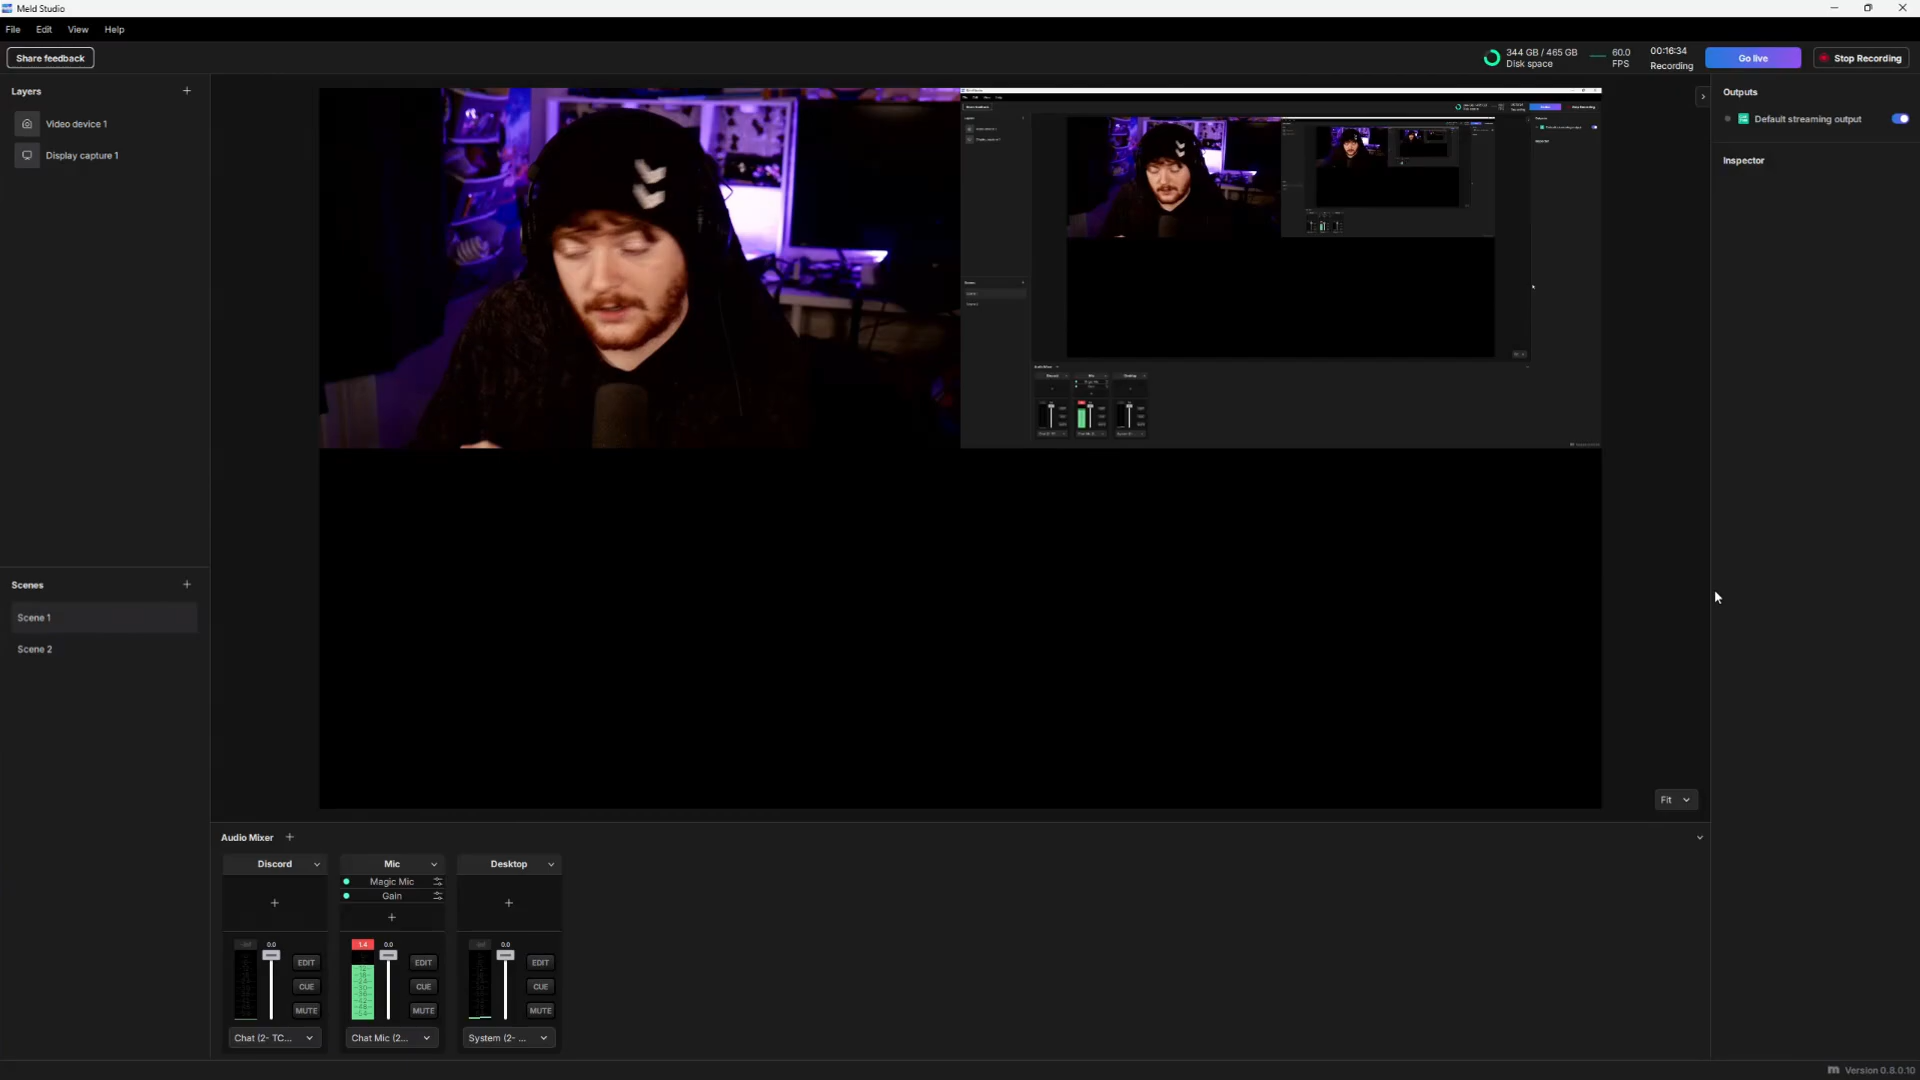 Meld Studio
File Edit View Help
Share feedback
344 GB / 465 GB
Disk space
60.0
FPS
00:16:34
Recording
Go live
Stop Recording
Layers
Video device 1
Display capture 1
Outputs
Default streaming output
Inspector
Scenes
Scene 1
Scene 2
Fit
Audio Mixer
Discord Mic Desktop
Magic Mic
Gain
-inf 0.0 1.4 0.0 -inf 0.0
EDIT EDIT EDIT
CUE CUE CUE
MUTE MUTE MUTE
Chat (2- TC... Chat Mic (2... System (2- ...
Version 0.8.0.10